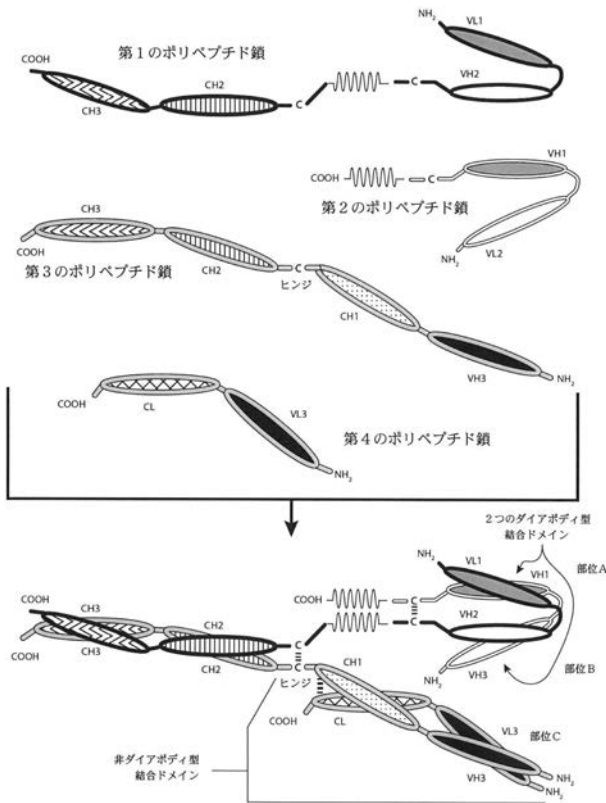 NH2
VL1
COOH
第1のポリペプチド鎖
CH2
CH3
C
C
VH2
COOH
C
VH1
第2のポリペプチド鎖
CH3
NH2
VL2
COOH
第3のポリペプチド鎖
CH2
C
ヒンジ
CH1
VH3
NH2
COOH
CL
VL3
第4のポリペプチド鎖
NH2
2つのダイアボディ型
結合ドメイン
NH2
VL1
VH1
部位A
COOH
CH3
CH2
COOH
C
VH2
C
COOH
CH3
CH2
C
C
ヒンジ
CH1
NH2
VH3
部位B
COOH
CL
VL3
部位C
非ダイアボディ型
結合ドメイン
VH3
NH2
NH2